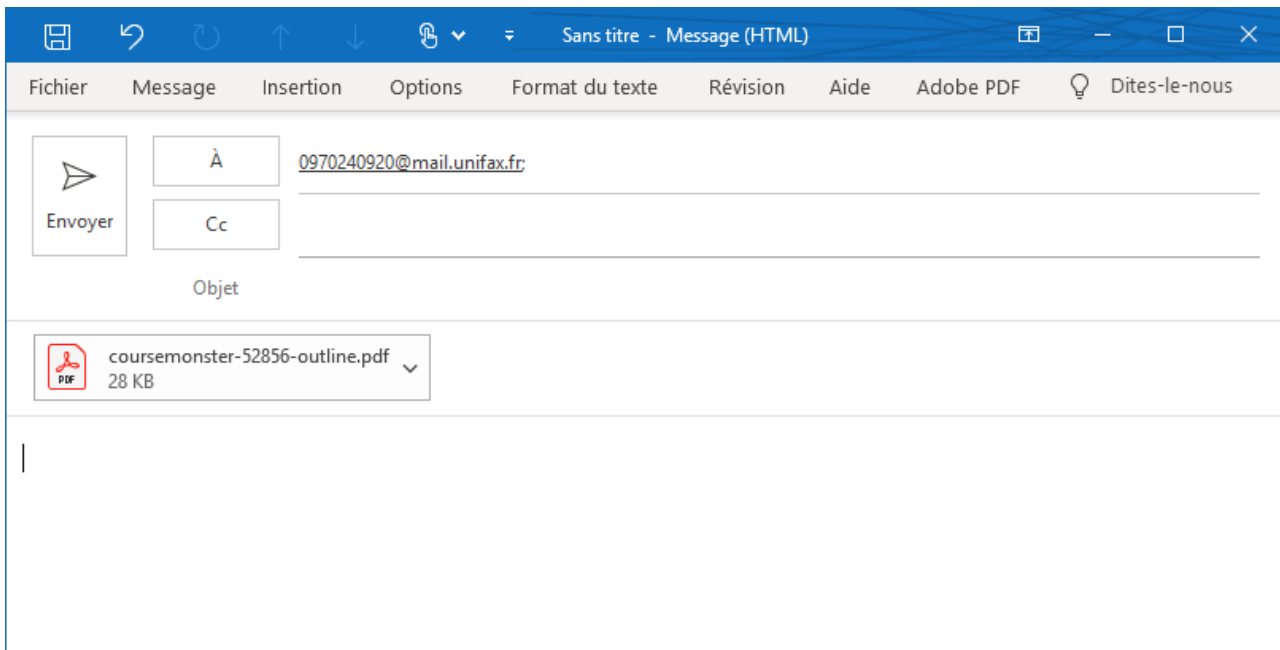 Sans titre - Message (HTML)
Fichier Message Insertion Options Format du texte Révision Aide Adobe PDF Dites-le-nous
À 0970240920@mail.unifax.fr;
Envoyer
Cc
Objet
PDF
coursemonster-52856-outline.pdf
28 KB